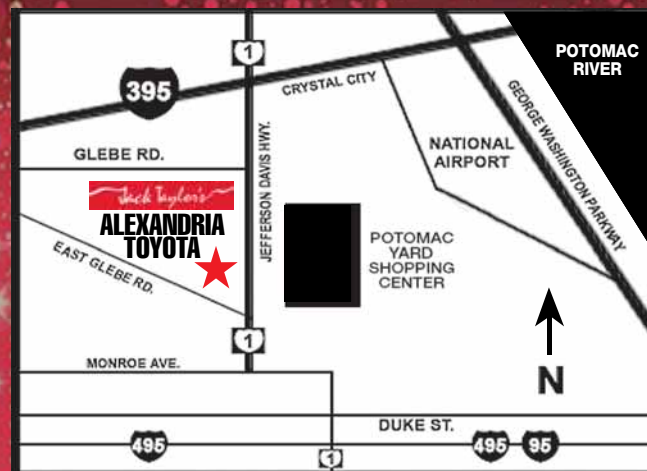 1
POTOMAC
RIVER
395
CRYSTAL CITY
GEORGE WASHINGTON PARKWAY
JEFFERSON DAVIS HWY.
NATIONAL
AIRPORT
GLEBE RD.
Jack Taylor's
ALEXANDRIA
TOYOTA
EAST GLEBE RD.
POTOMAC
YARD
SHOPPING
CENTER
1
MONROE AVE.
N
DUKE ST.
495
1
495
95